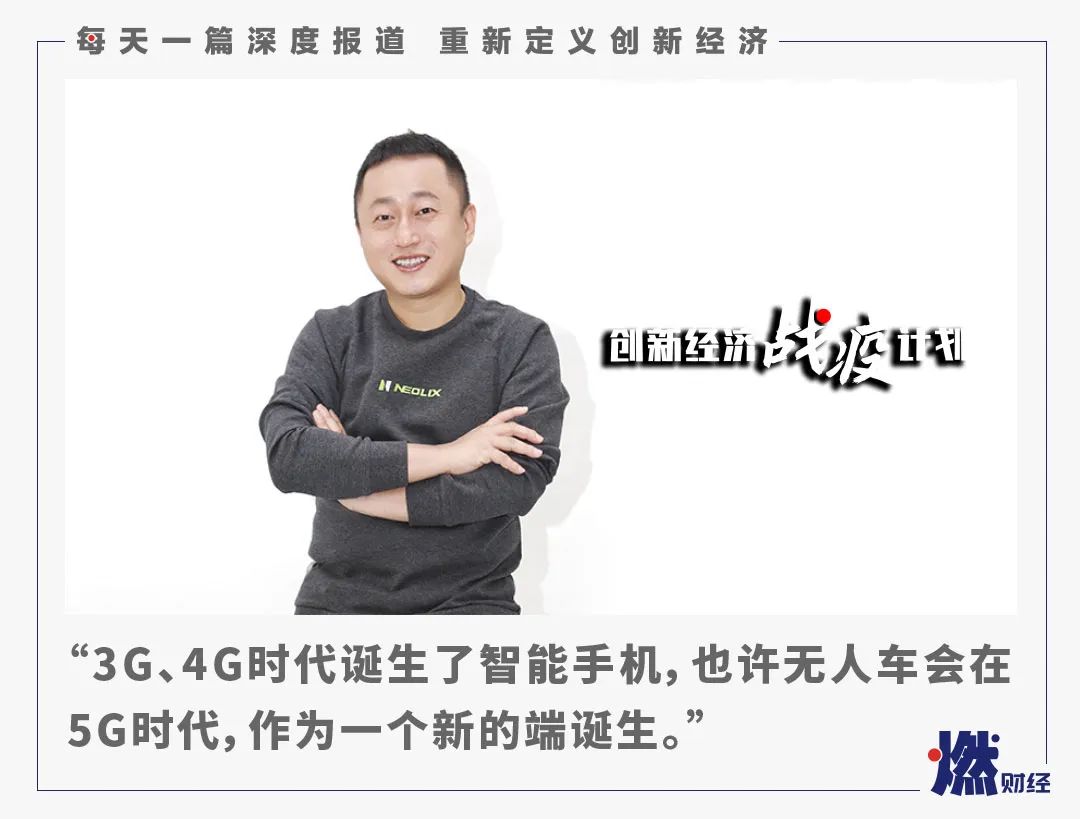 每天一篇深度报道 重新定义创新经济
NEOLIX
创新经济战疫计划
“3G、4G时代诞生了智能手机，也许无人车会在
5G时代，作为一个新的端诞生。”
燃财经